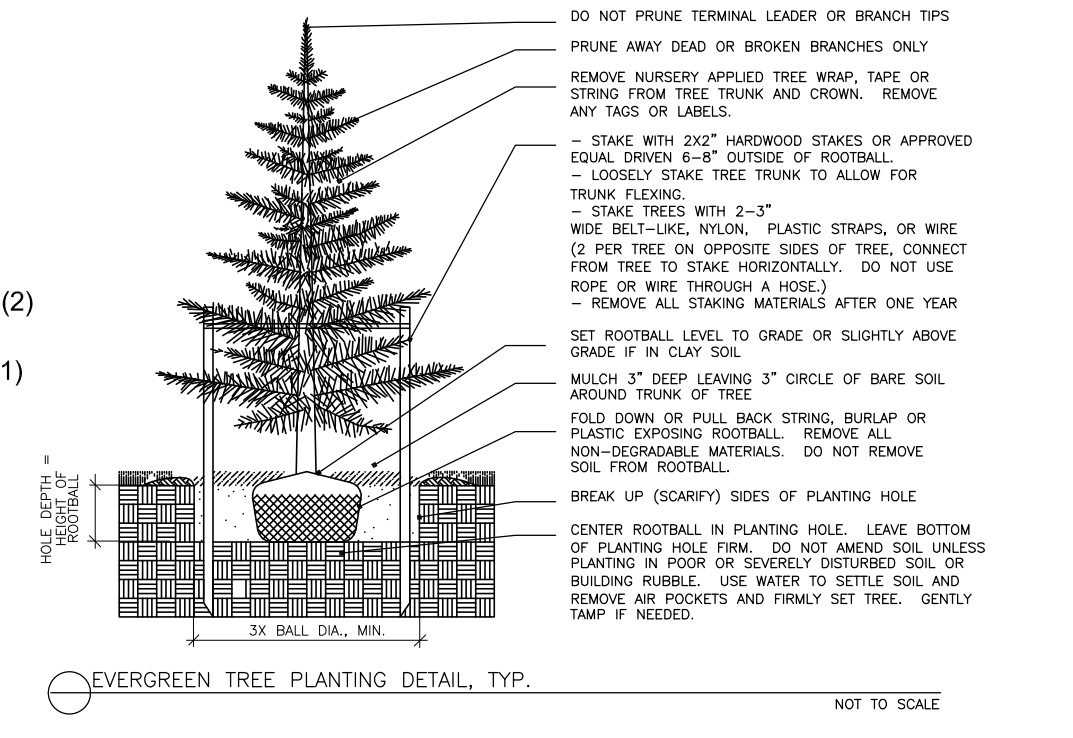 DO NOT PRUNE TERMINAL LEADER OR BRANCH TIPS
PRUNE AWAY DEAD OR BROKEN BRANCHES ONLY
REMOVE NURSERY APPLIED TREE WRAP, TAPE OR
STRING FROM TREE TRUNK AND CROWN.  REMOVE
ANY TAGS OR LABELS.
– STAKE WITH 2X2” HARDWOOD STAKES OR APPROVED
EQUAL DRIVEN 6–8” OUTSIDE OF ROOTBALL.
– LOOSELY STAKE TREE TRUNK TO ALLOW FOR
TRUNK FLEXING.
– STAKE TREES WITH 2–3”
WIDE BELT–LIKE, NYLON,  PLASTIC STRAPS, OR WIRE
(2 PER TREE ON OPPOSITE SIDES OF TREE, CONNECT
FROM TREE TO STAKE HORIZONTALLY.  DO NOT USE
ROPE OR WIRE THROUGH A HOSE.)
– REMOVE ALL STAKING MATERIALS AFTER ONE YEAR
(2)
SET ROOTBALL LEVEL TO GRADE OR SLIGHTLY ABOVE
GRADE IF IN CLAY SOIL
1)
MULCH 3” DEEP LEAVING 3” CIRCLE OF BARE SOIL
AROUND TRUNK OF TREE
FOLD DOWN OR PULL BACK STRING, BURLAP OR
PLASTIC EXPOSING ROOTBALL.  REMOVE ALL
NON–DEGRADABLE MATERIALS.  DO NOT REMOVE
SOIL FROM ROOTBALL.
HOLE DEPTH =
HEIGHT OF
ROOTBALL
BREAK UP (SCARIFY) SIDES OF PLANTING HOLE
CENTER ROOTBALL IN PLANTING HOLE.  LEAVE BOTTOM
OF PLANTING HOLE FIRM.  DO NOT AMEND SOIL UNLESS
PLANTING IN POOR OR SEVERELY DISTURBED SOIL OR
BUILDING RUBBLE.  USE WATER TO SETTLE SOIL AND
REMOVE AIR POCKETS AND FIRMLY SET TREE.  GENTLY
TAMP IF NEEDED.
3X BALL DIA., MIN.
EVERGREEN TREE PLANTING DETAIL, TYP.
NOT TO SCALE